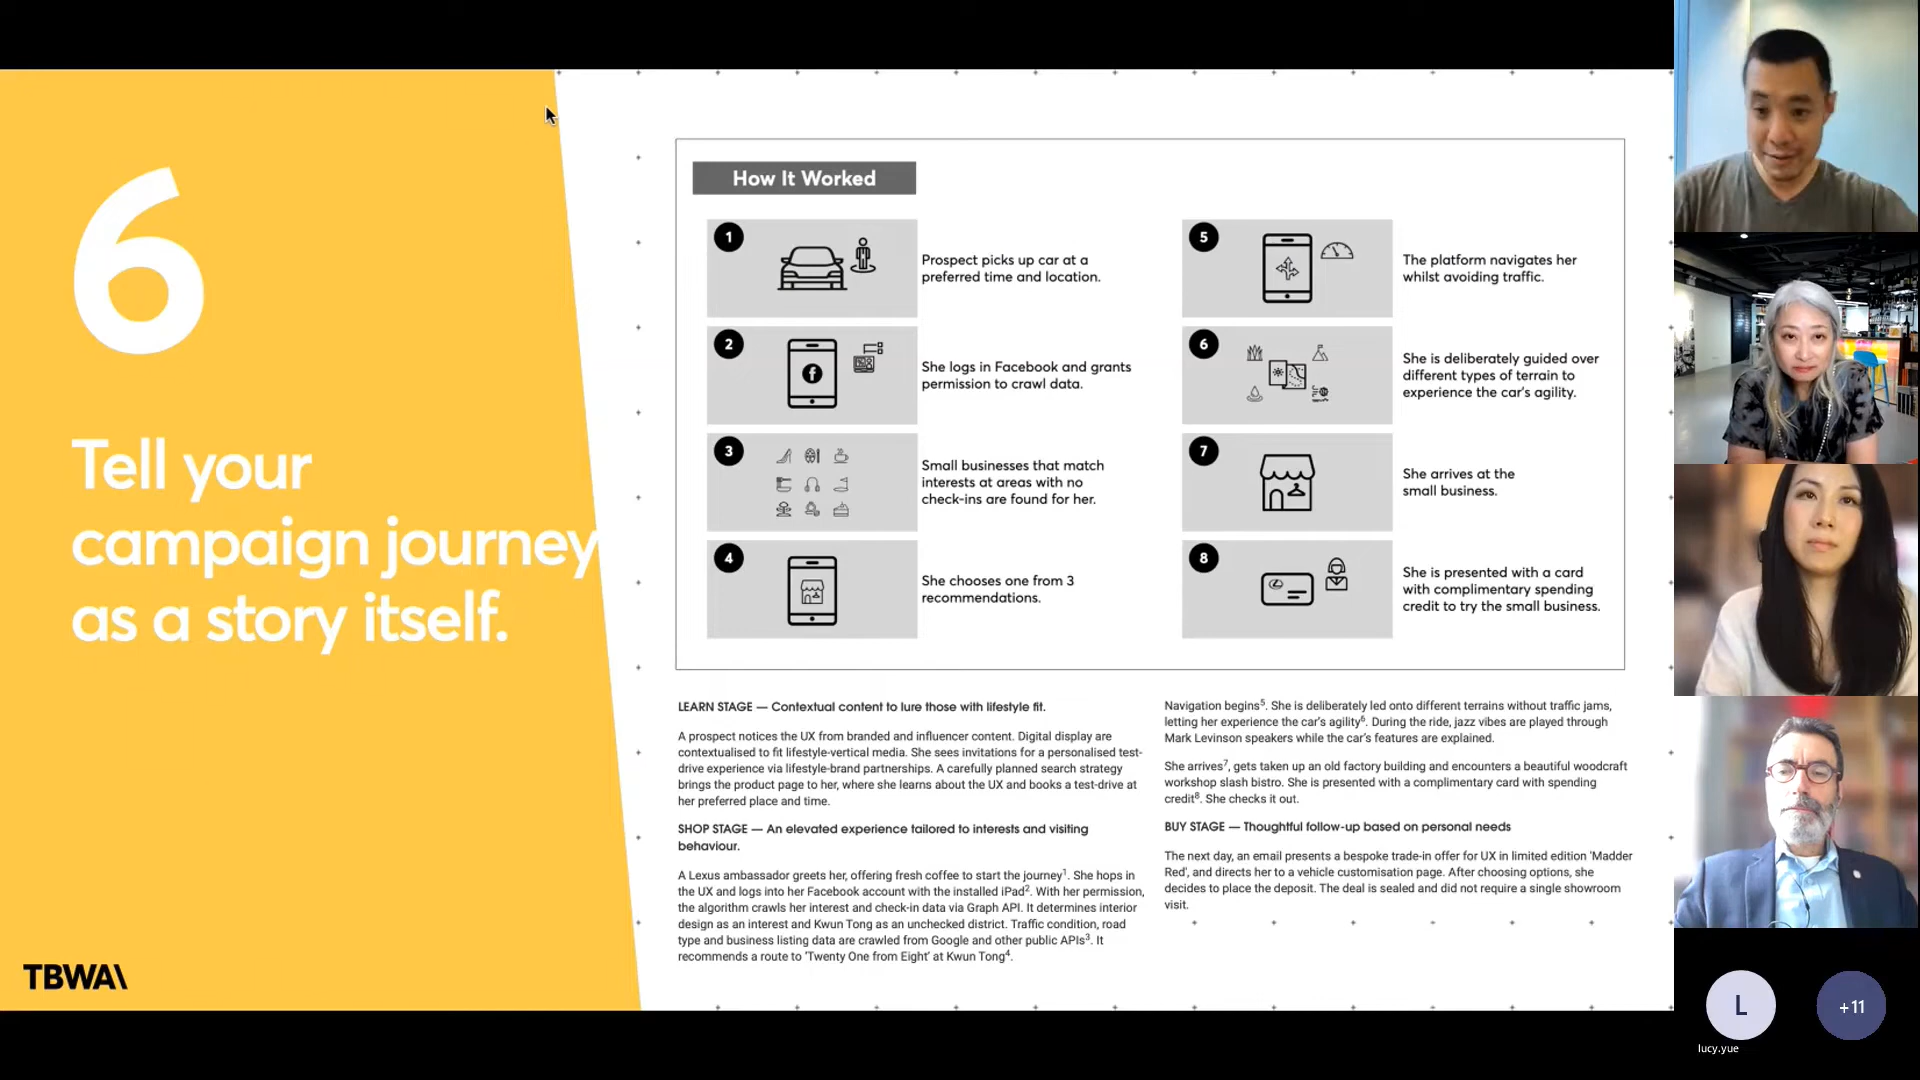 6
Tell your
campaign journey
as a story itself.
TBWA\
How It Worked
1
Prospect picks up car at a
preferred time and location.
2
She logs in Facebook and grants
permission to crawl data.
3
Small businesses that match
interests at areas with no
check-ins are found for her.
4
She chooses one from 3
recommendations.
5
The platform navigates her
whilst avoiding traffic.
6
She is deliberately guided over
different types of terrain to
experience the car's agility.
7
She arrives at the
small business.
8
She is presented with a card
with complimentary spending
credit to try the small business.
LEARN STAGE — Contextual content to lure those with lifestyle fit.
A prospect notices the UX from branded and influencer content. Digital display are
contextualised to fit lifestyle-vertical media. She sees invitations for a personalised test-
drive experience via lifestyle-brand partnerships. A carefully planned search strategy
brings the product page to her, where she learns about the UX and books a test-drive at
her preferred place and time.
SHOP STAGE — An elevated experience tailored to interests and visiting
behaviour.
A Lexus ambassador greets her, offering fresh coffee to start the journey¹. She hops in
the UX and logs into her Facebook account with the installed iPad². With her permission,
the algorithm crawls her interest and check-in data via Graph API. It determines interior
design as an interest and Kwun Tong as an unchecked district. Traffic condition, road
type and business listing data are crawled from Google and other public APIs³. It
recommends a route to 'Twenty One from Eight' at Kwun Tong⁴.
Navigation begins⁵. She is deliberately led onto different terrains without traffic jams,
letting her experience the car's agility⁶. During the ride, jazz vibes are played through
Mark Levinson speakers while the car's features are explained.
She arrives⁷, gets taken up an old factory building and encounters a beautiful woodcraft
workshop slash bistro. She is presented with a complimentary card with spending
credit⁸. She checks it out.
BUY STAGE — Thoughtful follow-up based on personal needs
The next day, an email presents a bespoke trade-in offer for UX in limited edition 'Madder
Red', and directs her to a vehicle customisation page. After choosing options, she
decides to place the deposit. The deal is sealed and did not require a single showroom
visit.
L
+11
lucy.yue